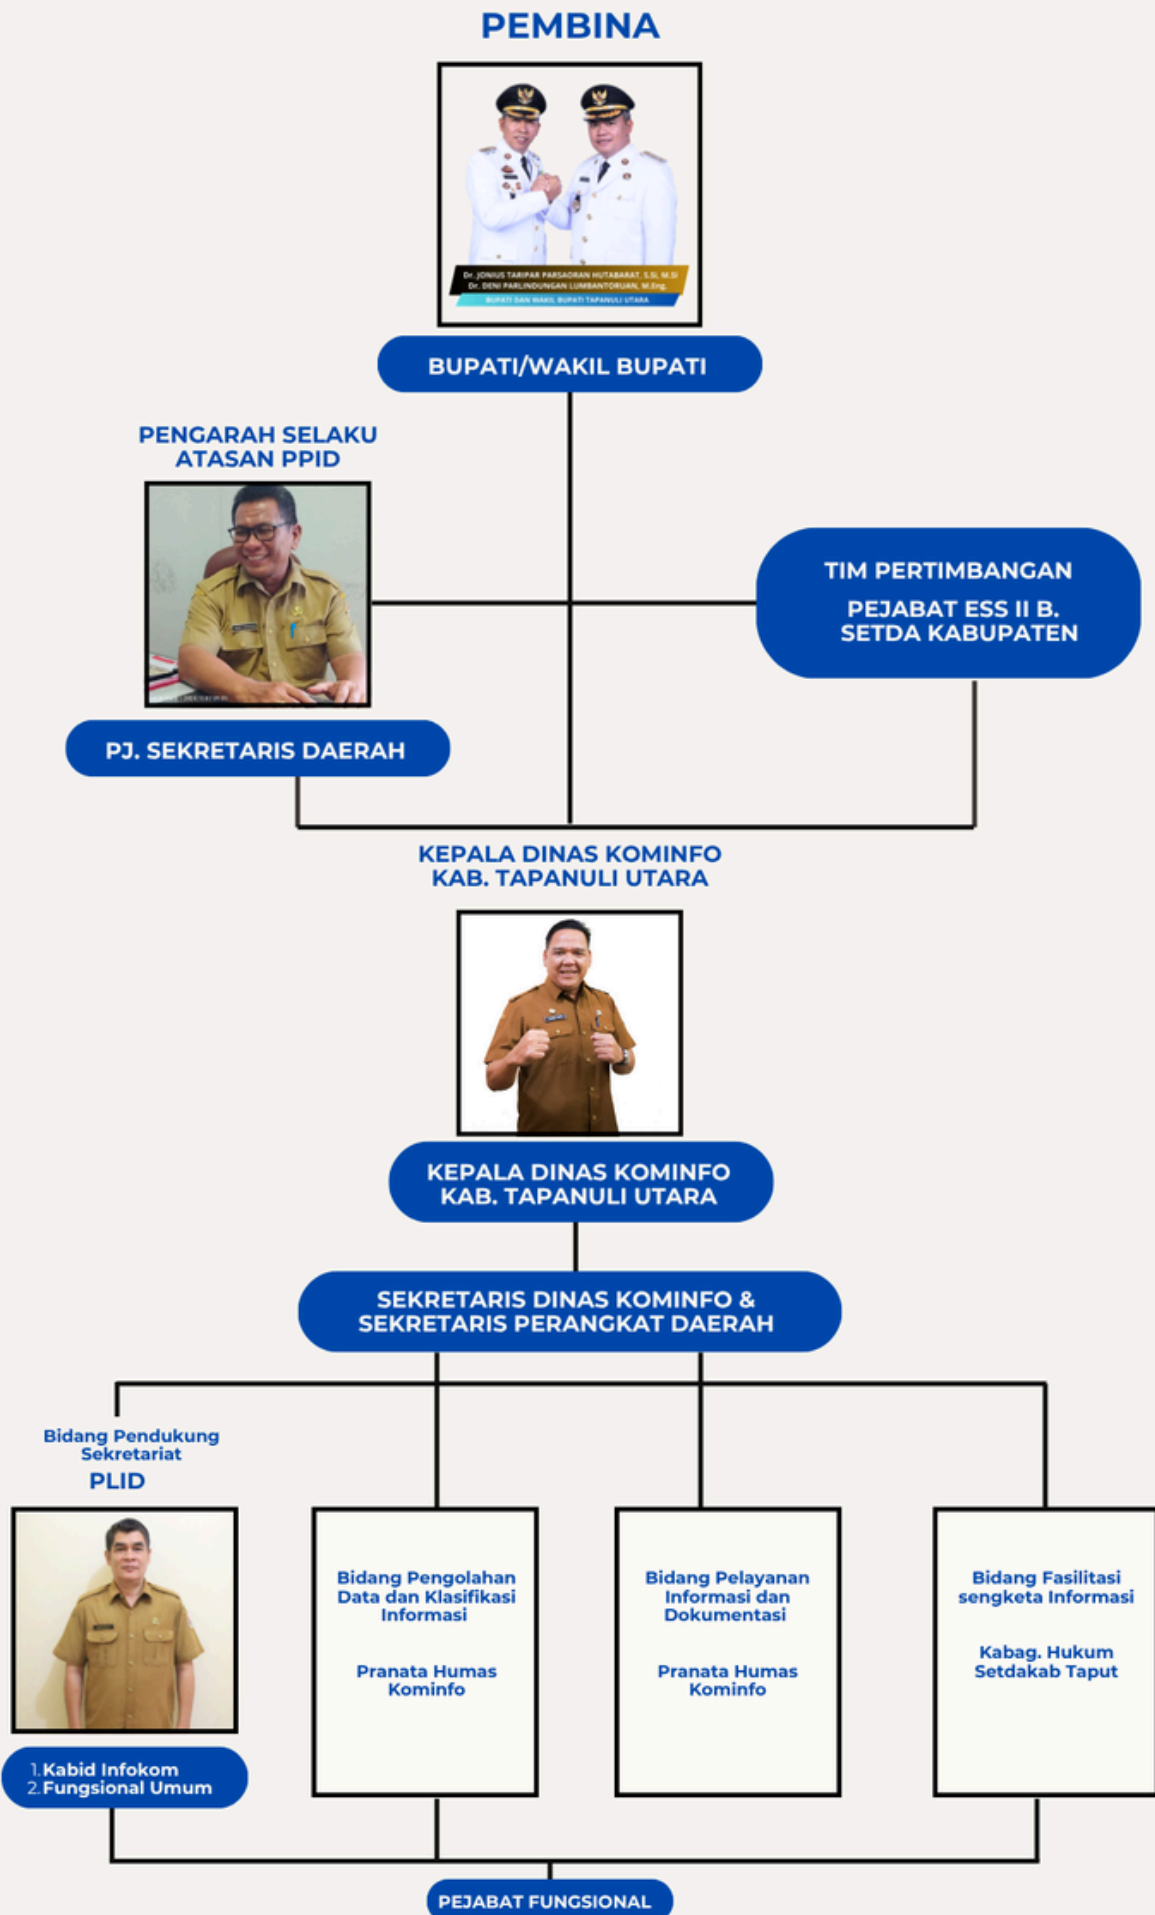 PEMBINA
Dr. JONIUS TARIPAR PARSAORAN HUTABARAT, S.Si, M.Si
Dr. DENI PARLINDUNGAN LUMBANTORUAN, M.Eng.
BUPATI DAN WAKIL BUPATI TAPANULI UTARA
BUPATI/WAKIL BUPATI
PENGARAH SELAKU
ATASAN PPID
TIM PERTIMBANGAN
PEJABAT ESS II B.
SETDA KABUPATEN
PJ. SEKRETARIS DAERAH
KEPALA DINAS KOMINFO
KAB. TAPANULI UTARA
KEPALA DINAS KOMINFO
KAB. TAPANULI UTARA
SEKRETARIS DINAS KOMINFO &
SEKRETARIS PERANGKAT DAERAH
Bidang Pendukung
Sekretariat
PLID
1. Kabid Infokom
2. Fungsional Umum
Bidang Pengolahan
Data dan Klasifikasi
Informasi
Pranata Humas
Kominfo
Bidang Pelayanan
Informasi dan
Dokumentasi
Pranata Humas
Kominfo
Bidang Fasilitasi
sengketa Informasi
Kabag. Hukum
Setdakab Taput
PEJABAT FUNGSIONAL